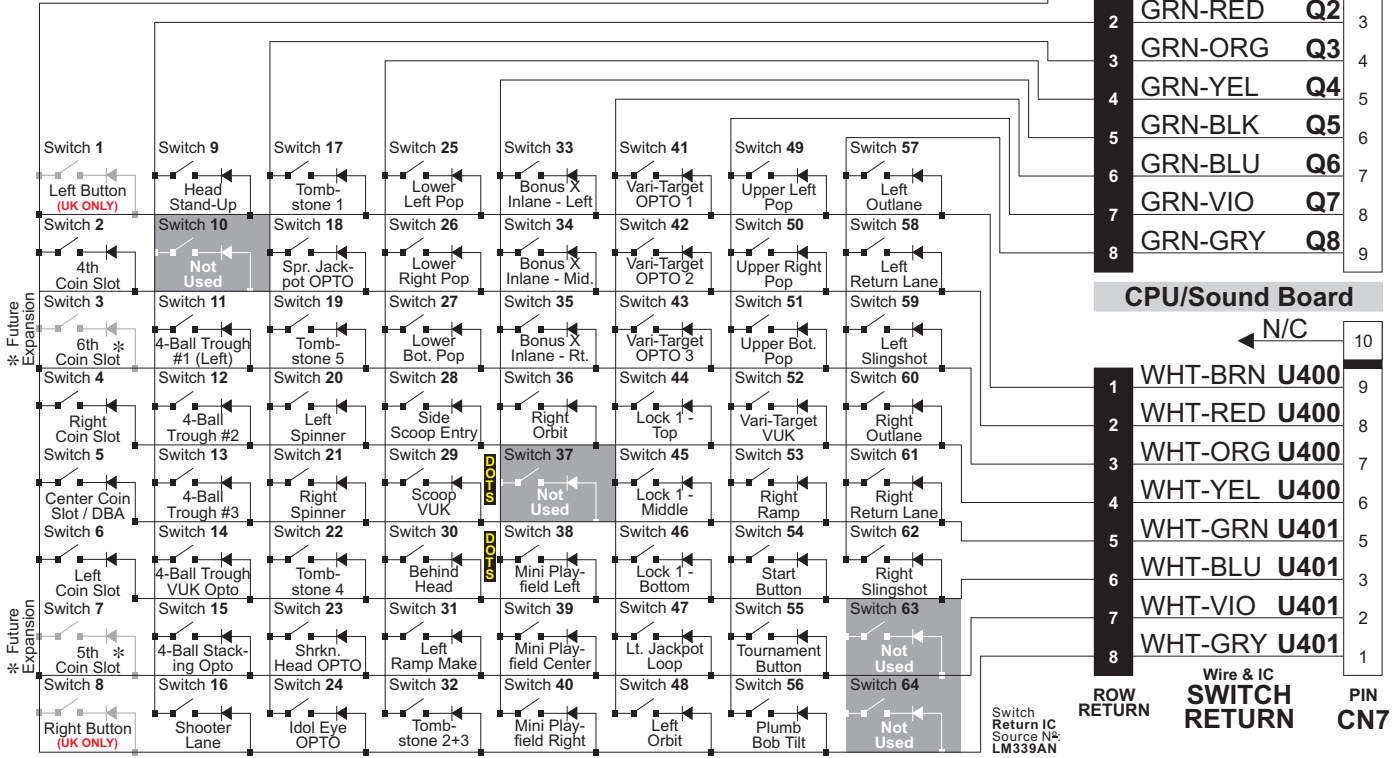 2 GRN-RED Q2 3
3 GRN-ORG Q3 4
4 GRN-YEL Q4 5
5 GRN-BLK Q5 6
6 GRN-BLU Q6 7
7 GRN-VIO Q7 8
8 GRN-GRY Q8 9
CPU/Sound Board
N/C 10
1 WHT-BRN U400 9
2 WHT-RED U400 8
3 WHT-ORG U400 7
4 WHT-YEL U400 6
5 WHT-GRN U401 5
6 WHT-BLU U401 3
7 WHT-VIO U401 2
8 WHT-GRY U401 1
ROW
RETURN
Wire & IC
SWITCH
RETURN
PIN
CN7
Switch
Return IC
Source Nº:
LM339AN
Switch 1
Left Button
(UK ONLY)
Switch 9
Head
Stand-Up
Switch 17
Tomb-
stone 1
Switch 25
Lower
Left Pop
Switch 33
Bonus X
Inlane - Left
Switch 41
Vari-Target
OPTO 1
Switch 49
Upper Left
Pop
Switch 57
Left
Outlane
Switch 2
4th
Coin Slot
Switch 10
Not
Used
Switch 18
Spr. Jack-
pot OPTO
Switch 26
Lower
Right Pop
Switch 34
Bonus X
Inlane - Mid.
Switch 42
Vari-Target
OPTO 2
Switch 50
Upper Right
Pop
Switch 58
Left
Return Lane
* Future
Expansion
Switch 3
6th *
Coin Slot
Switch 11
4-Ball Trough
#1 (Left)
Switch 19
Tomb-
stone 5
Switch 27
Lower
Bot. Pop
Switch 35
Bonus X
Inlane - Rt.
Switch 43
Vari-Target
OPTO 3
Switch 51
Upper Bot.
Pop
Switch 59
Left
Slingshot
Switch 4
Right
Coin Slot
Switch 12
4-Ball
Trough #2
Switch 20
Left
Spinner
Switch 28
Side
Scoop Entry
Switch 36
Right
Orbit
Switch 44
Lock 1 -
Top
Switch 52
Vari-Target
VUK
Switch 60
Right
Outlane
Switch 5
Center Coin
Slot / DBA
Switch 13
4-Ball
Trough #3
Switch 21
Right
Spinner
Switch 29
Scoop
VUK
DOTS
Switch 37
Not
Used
Switch 45
Lock 1 -
Middle
Switch 53
Right
Ramp
Switch 61
Right
Return Lane
Switch 6
Left
Coin Slot
Switch 14
4-Ball Trough
VUK Opto
Switch 22
Tomb-
stone 4
Switch 30
Behind
Head
DOTS
Switch 38
Mini Play-
field Left
Switch 46
Lock 1 -
Bottom
Switch 54
Start
Button
Switch 62
Right
Slingshot
* Future
Expansion
Switch 7
5th *
Coin Slot
Switch 15
4-Ball Stack-
ing Opto
Switch 23
Shrkn.
Head OPTO
Switch 31
Left
Ramp Make
Switch 39
Mini Play-
field Center
Switch 47
Lt. Jackpot
Loop
Switch 55
Tournament
Button
Switch 63
Not
Used
Switch 8
Right Button
(UK ONLY)
Switch 16
Shooter
Lane
Switch 24
Idol Eye
OPTO
Switch 32
Tomb-
stone 2+3
Switch 40
Mini Play-
field Right
Switch 48
Left
Orbit
Switch 56
Plumb
Bob Tilt
Switch 64
Not
Used